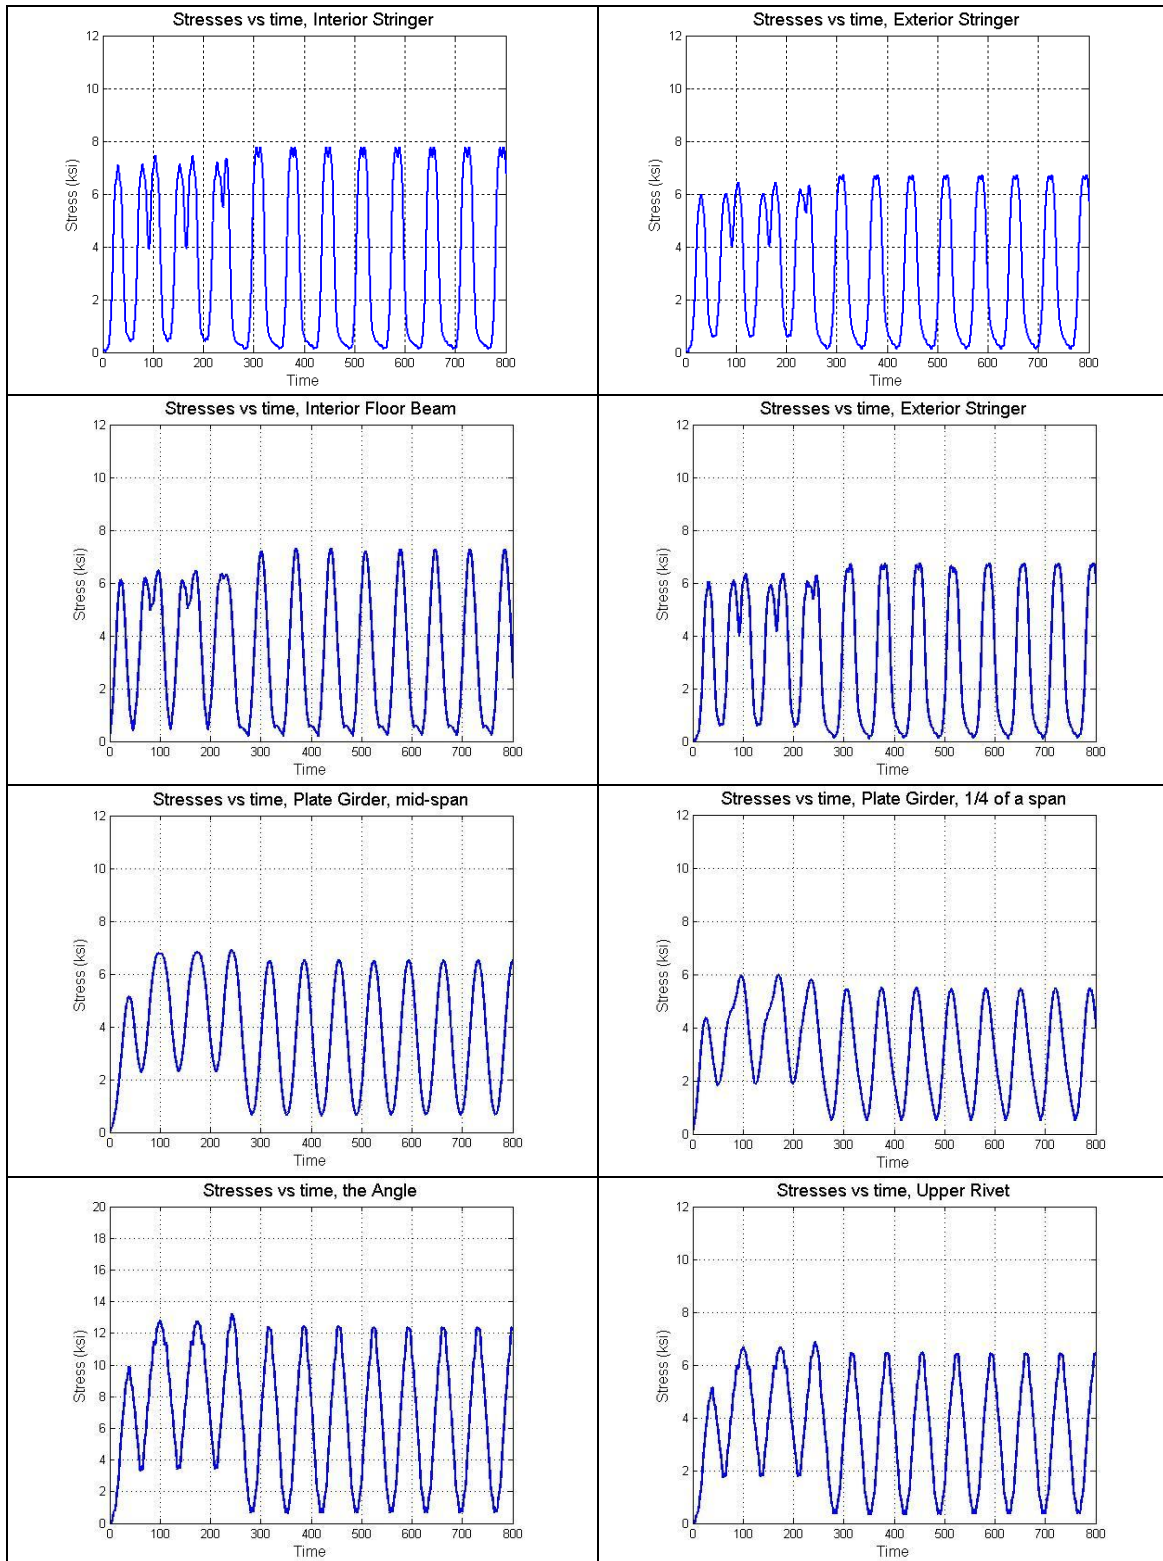 Stresses vs time, Interior Stringer
12
10
8
6
4
2
0
Stress (ksi)
0 100 200 300 400 500 600 700 800
Time
Stresses vs time, Exterior Stringer
12
10
8
6
4
2
0
Stress (ksi)
0 100 200 300 400 500 600 700 800
Time
Stresses vs time, Interior Floor Beam
12
10
8
6
4
2
0
Stress (ksi)
0 100 200 300 400 500 600 700 800
Time
Stresses vs time, Exterior Stringer
12
10
8
6
4
2
0
Stress (ksi)
0 100 200 300 400 500 600 700 800
Time
Stresses vs time, Plate Girder, mid-span
12
10
8
6
4
2
0
Stress (ksi)
0 100 200 300 400 500 600 700 800
Time
Stresses vs time, Plate Girder, 1/4 of a span
12
10
8
6
4
2
0
Stress (ksi)
0 100 200 300 400 500 600 700 800
Time
Stresses vs time, the Angle
20
18
16
14
12
10
8
6
4
2
0
Stress (ksi)
0 100 200 300 400 500 600 700 800
Time
Stresses vs time, Upper Rivet
12
10
8
6
4
2
0
Stress (ksi)
0 100 200 300 400 500 600 700 800
Time